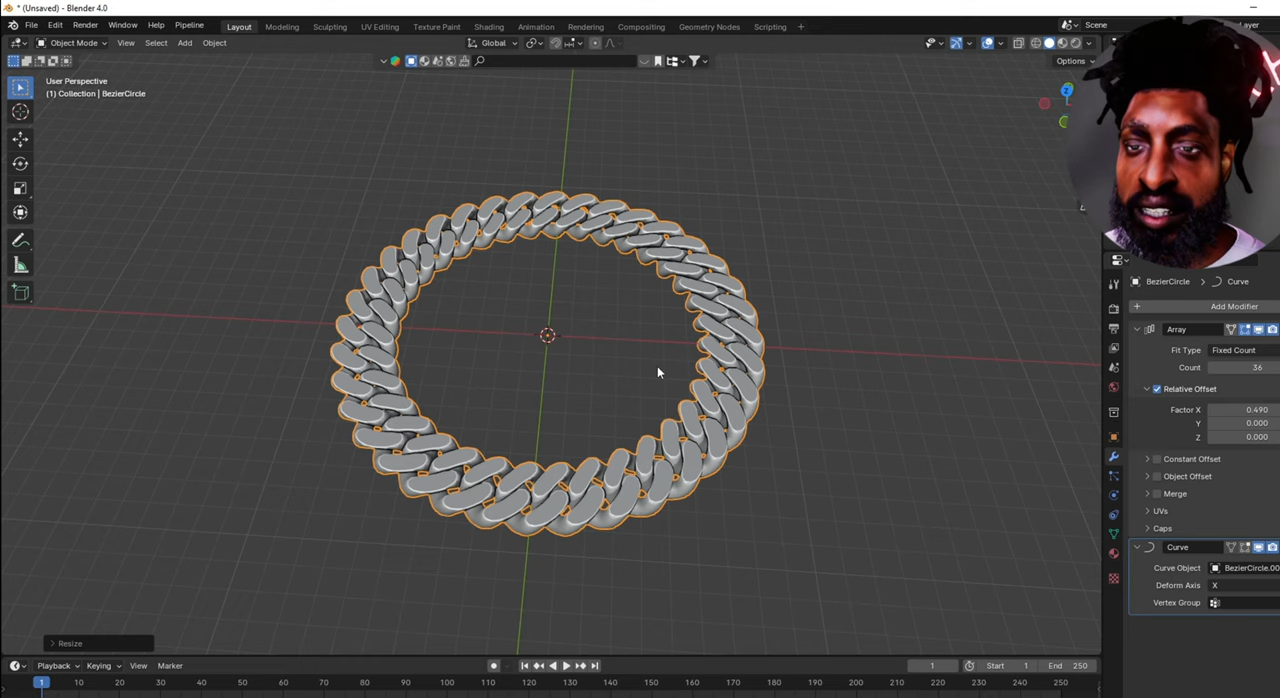 * (Unsaved) - Blender 4.0
File Edit Render Window Help Pipeline Layout Modeling Sculpting UV Editing Texture Paint Shading Animation Rendering Compositing Geometry Nodes Scripting + Scene Layer
Object Mode View Select Add Object Global
Options
User Perspective
(1) Collection | BezierCircle
Z
BezierCircle > Curve
Add Modifier
Array
Fit Type Fixed Count
Count 36
Relative Offset
Factor X 0.490
Y 0.000
Z 0.000
Constant Offset
Object Offset
Merge
UVs
Caps
Curve
Curve Object BezierCircle.00
Deform Axis X
Vertex Group
> Resize
Playback Keying View Marker 1 Start 1 End 250
1 10 20 30 40 50 60 70 80 90 100 110 120 130 140 150 160 170 180 190 200 210 220 230 240 250